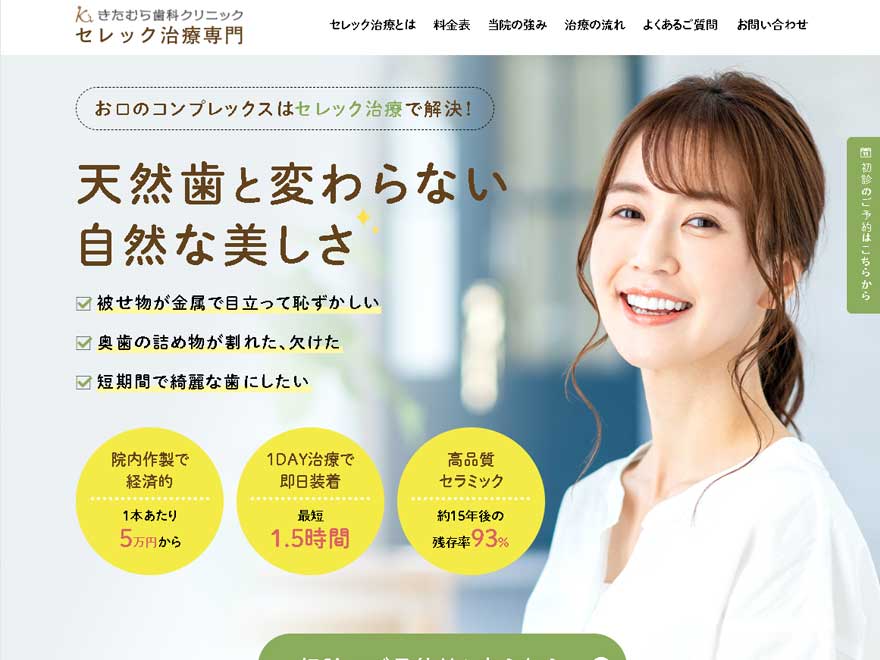 きたむら歯科クリニック
セレック治療専門
セレック治療とは 料金表 当院の強み 治療の流れ よくあるご質問 お問い合わせ
お口のコンプレックスはセレック治療で解決！
天然歯と変わらない
自然な美しさ
被せ物が金属で目立って恥ずかしい
奥歯の詰め物が割れた、欠けた
短期間で綺麗な歯にしたい
院内作製で
経済的
1本あたり
5万円から
1DAY治療で
即日装着
最短
1.5時間
高品質
セラミック
約15年後の
残存率93%
初診のご予約はこちらから